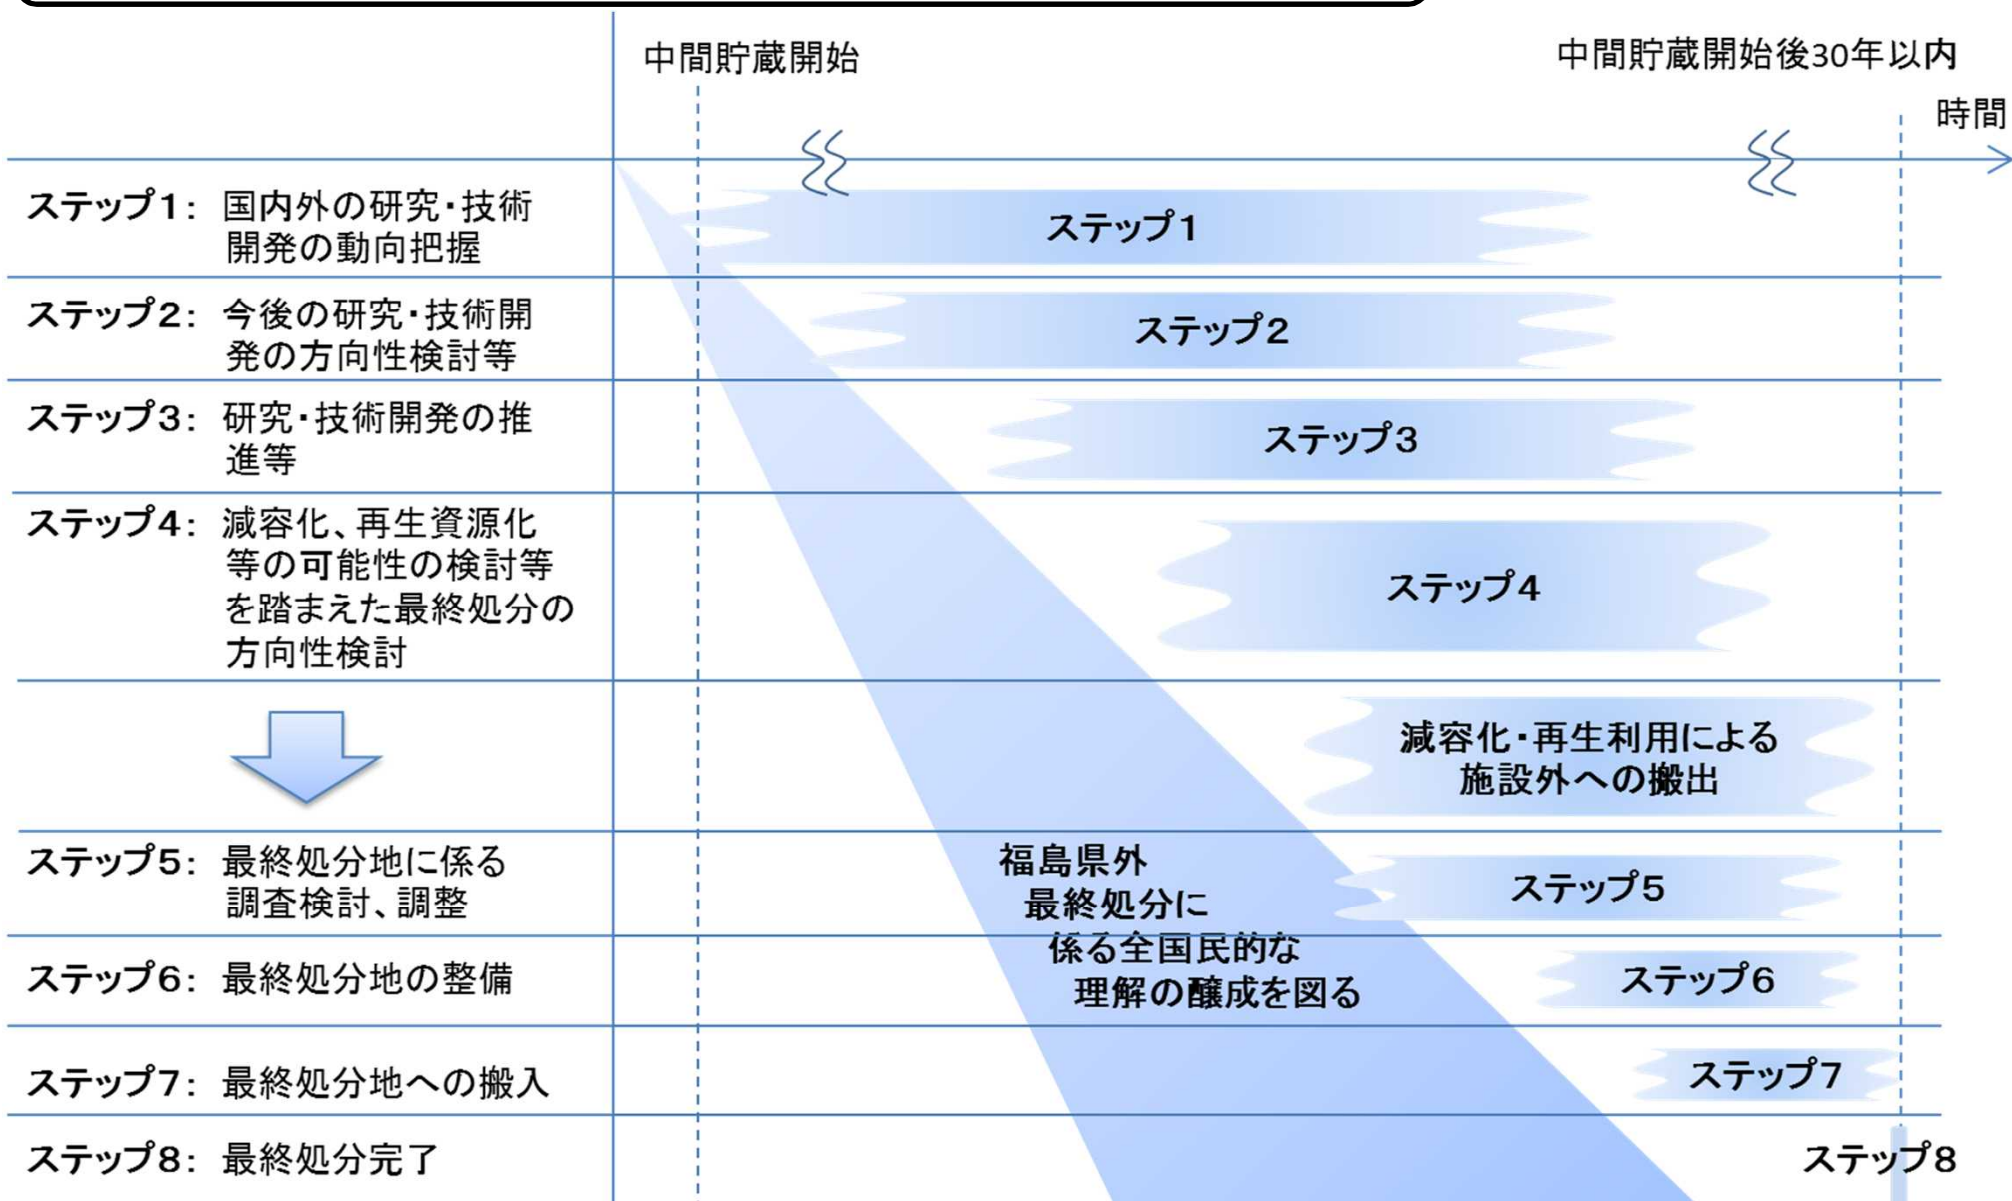 中間貯蔵開始
中間貯蔵開始後30年以内
時間
ステップ1： 国内外の研究・技術
開発の動向把握
ステップ1
ステップ2： 今後の研究・技術開
発の方向性検討等
ステップ2
ステップ3： 研究・技術開発の推
進等
ステップ3
ステップ4： 減容化、再生資源化
等の可能性の検討等
を踏まえた最終処分の
方向性検討
ステップ4
減容化・再生利用による
施設外への搬出
ステップ5： 最終処分地に係る
調査検討、調整
ステップ5
福島県外
最終処分に
係る全国民的な
理解の醸成を図る
ステップ6： 最終処分地の整備
ステップ6
ステップ7： 最終処分地への搬入
ステップ7
ステップ8： 最終処分完了
ステップ8